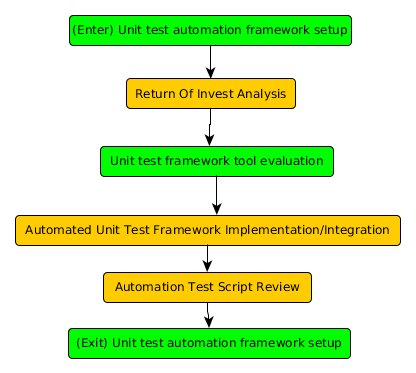 (Enter) Unit test automation framework setup
Return Of Invest Analysis
Unit test framework tool evaluation
Automated Unit Test Framework Implementation/Integration
Automation Test Script Review
(Exit) Unit test automation framework setup